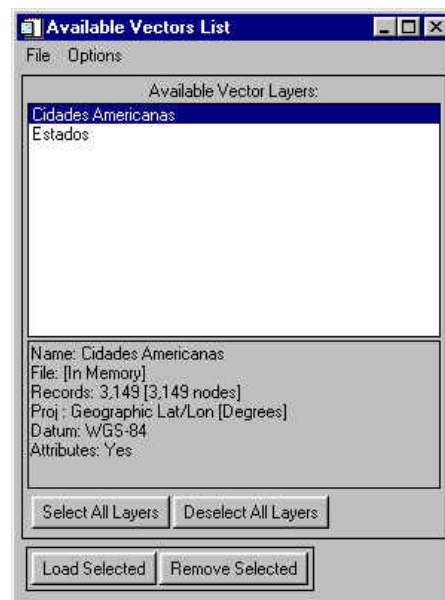 Available Vectors List
File Options
Available Vector Layers:
Cidades Americanas
Estados
Name: Cidades Americanas
File: [In Memory]
Records: 3,149 [3,149 nodes]
Proj : Geographic Lat/Lon [Degrees]
Datum: WGS-84
Attributes: Yes
Select All Layers Deselect All Layers
Load Selected Remove Selected